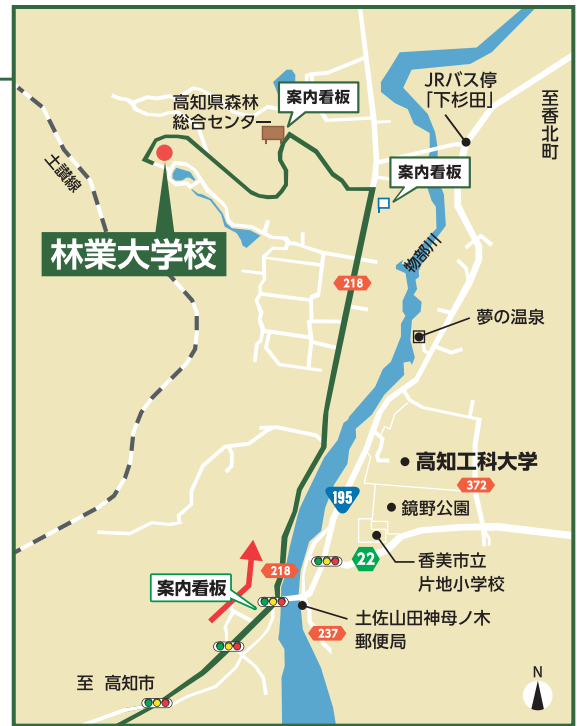 JRバス停
「下杉田」
至香北町
高知県森林
総合センター
案内看板
案内看板
土讃線
林業大学校
物部川
218
夢の温泉
高知工科大学
372
195
鏡野公園
22
香美市立
片地小学校
218
案内看板
土佐山田神母ノ木
郵便局
237
至 高知市
N